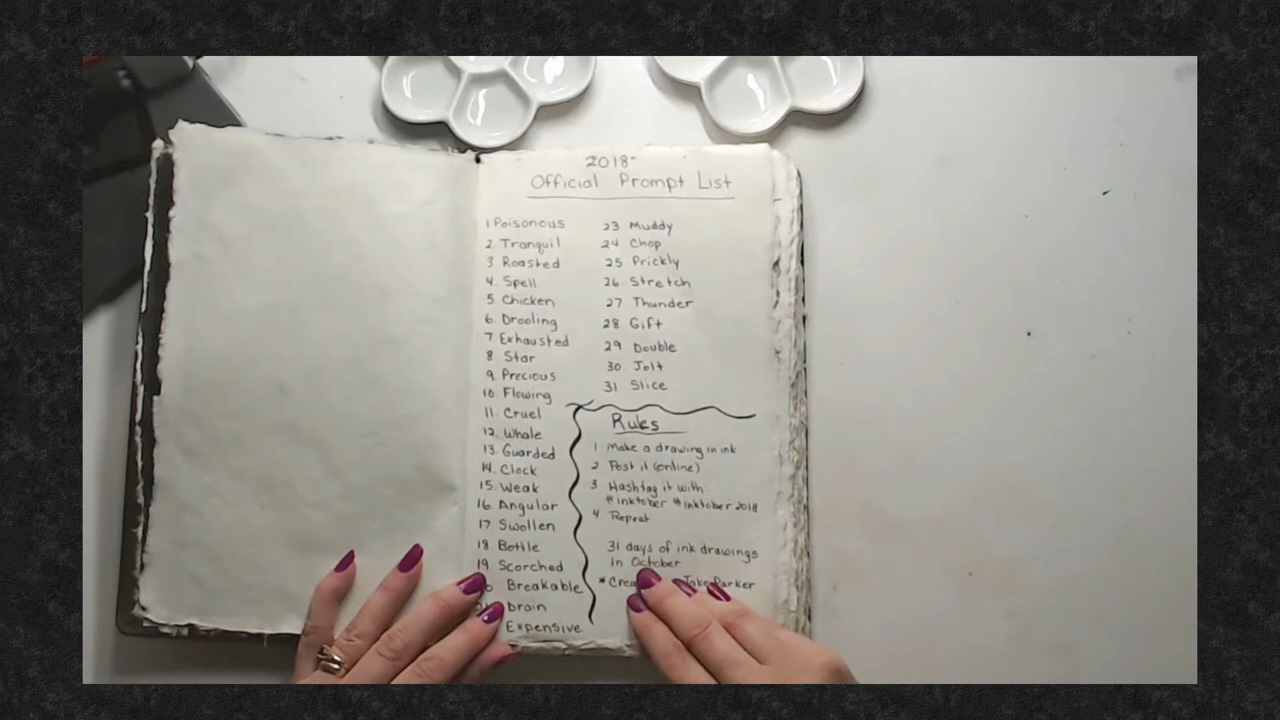 2018
Official Prompt List
1 Poisonous
2. Tranquil
3 Roasted
4. Spell
5 Chicken
6. Drooling
7 Exhausted
8 Star
9. Precious
10. Flowing
11. Cruel
12. Whale
13. Guarded
14. Clock
15. Weak
16. Angular
17 Swollen
18 Bottle
19 Scorched
Breakable
Drain
Expensive
23 Muddy
24 Chop
25 Prickly
26. Stretch
27 Thunder
28. Gift
29 Double
30. Jolt
31 Slice
Rules
1 Make a drawing in ink
2 Post it (online)
3 Hashtag it with
#inktober #inktober2018
4 Repeat
31 days of ink drawings
in October
* Jake Parker